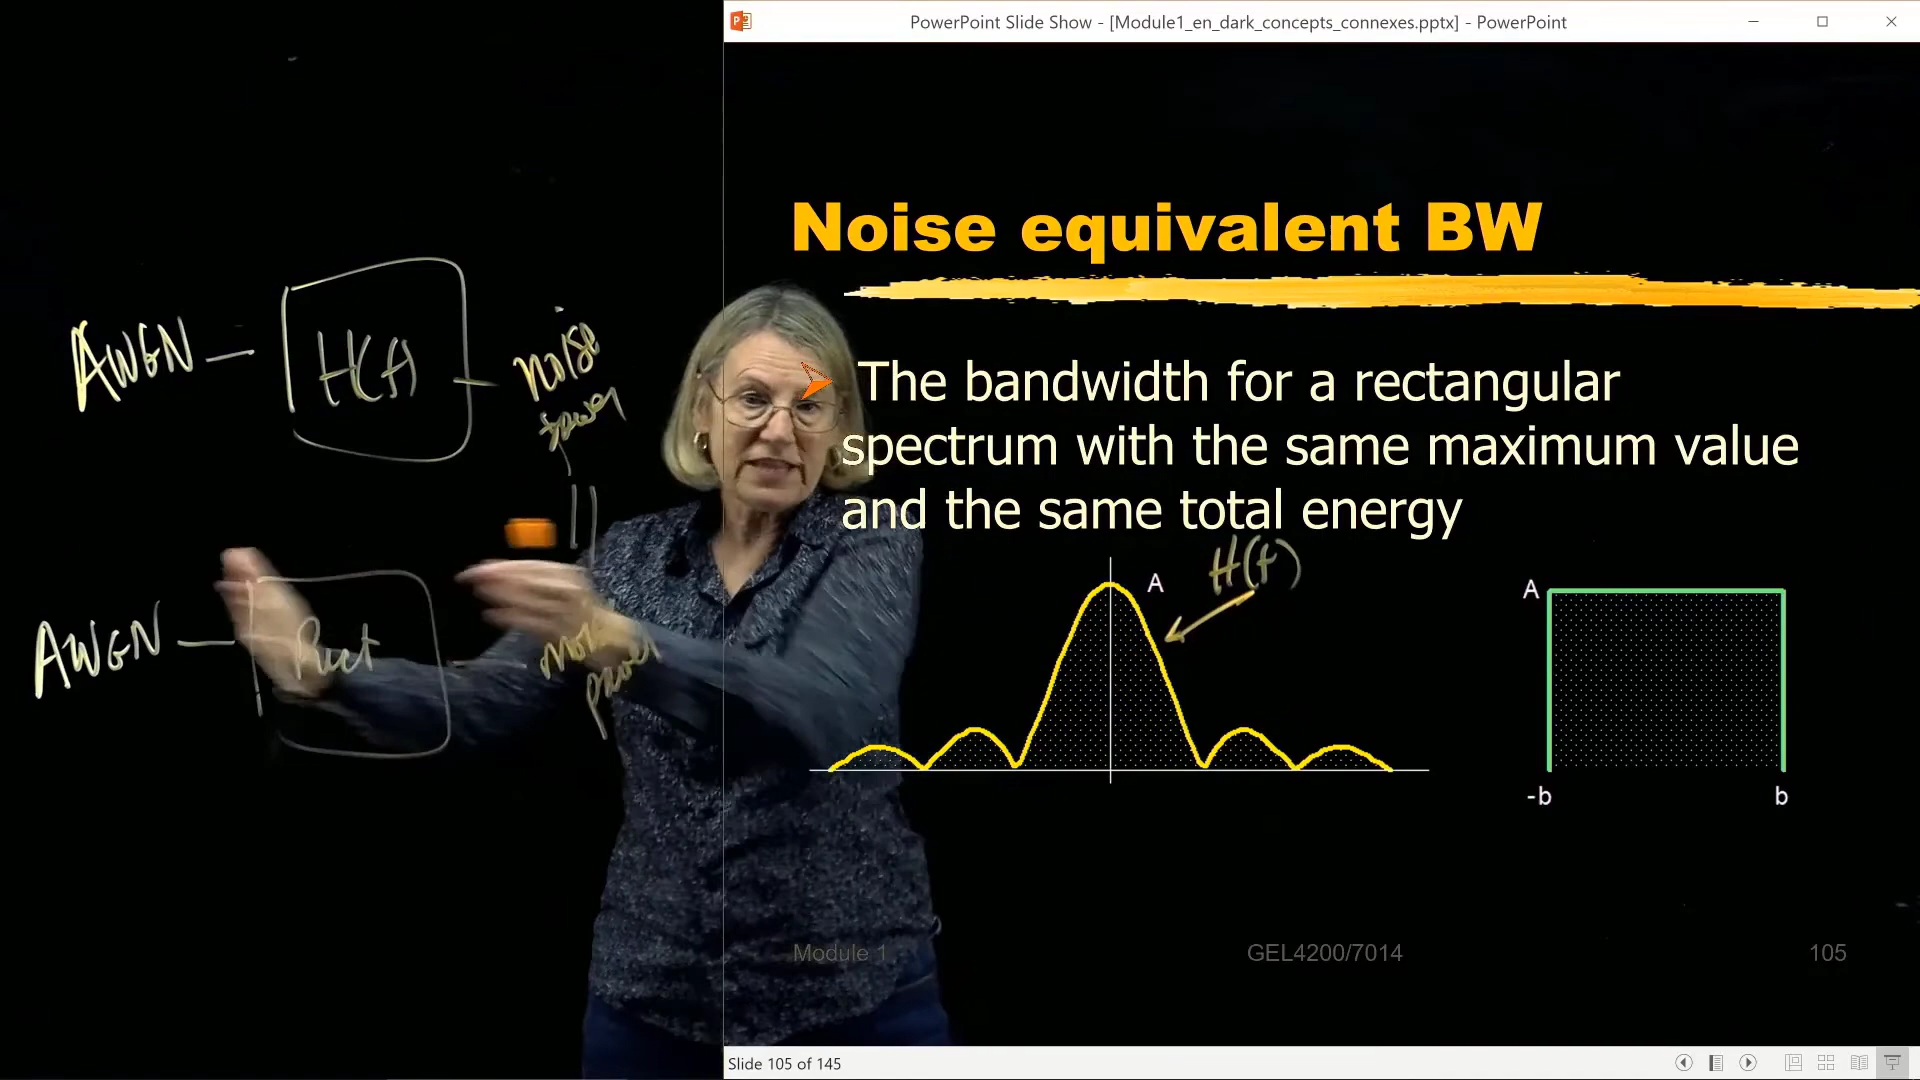 PowerPoint Slide Show - [Module1_en_dark_concepts_connexes.pptx] - PowerPoint
Noise equivalent BW
The bandwidth for a rectangular
spectrum with the same maximum value
and the same total energy
AWGN
H(f)
noise
power
AWGN
Rect
power
A
H(f)
A
-b
b
Module 1
GEL4200/7014
105
Slide 105 of 145